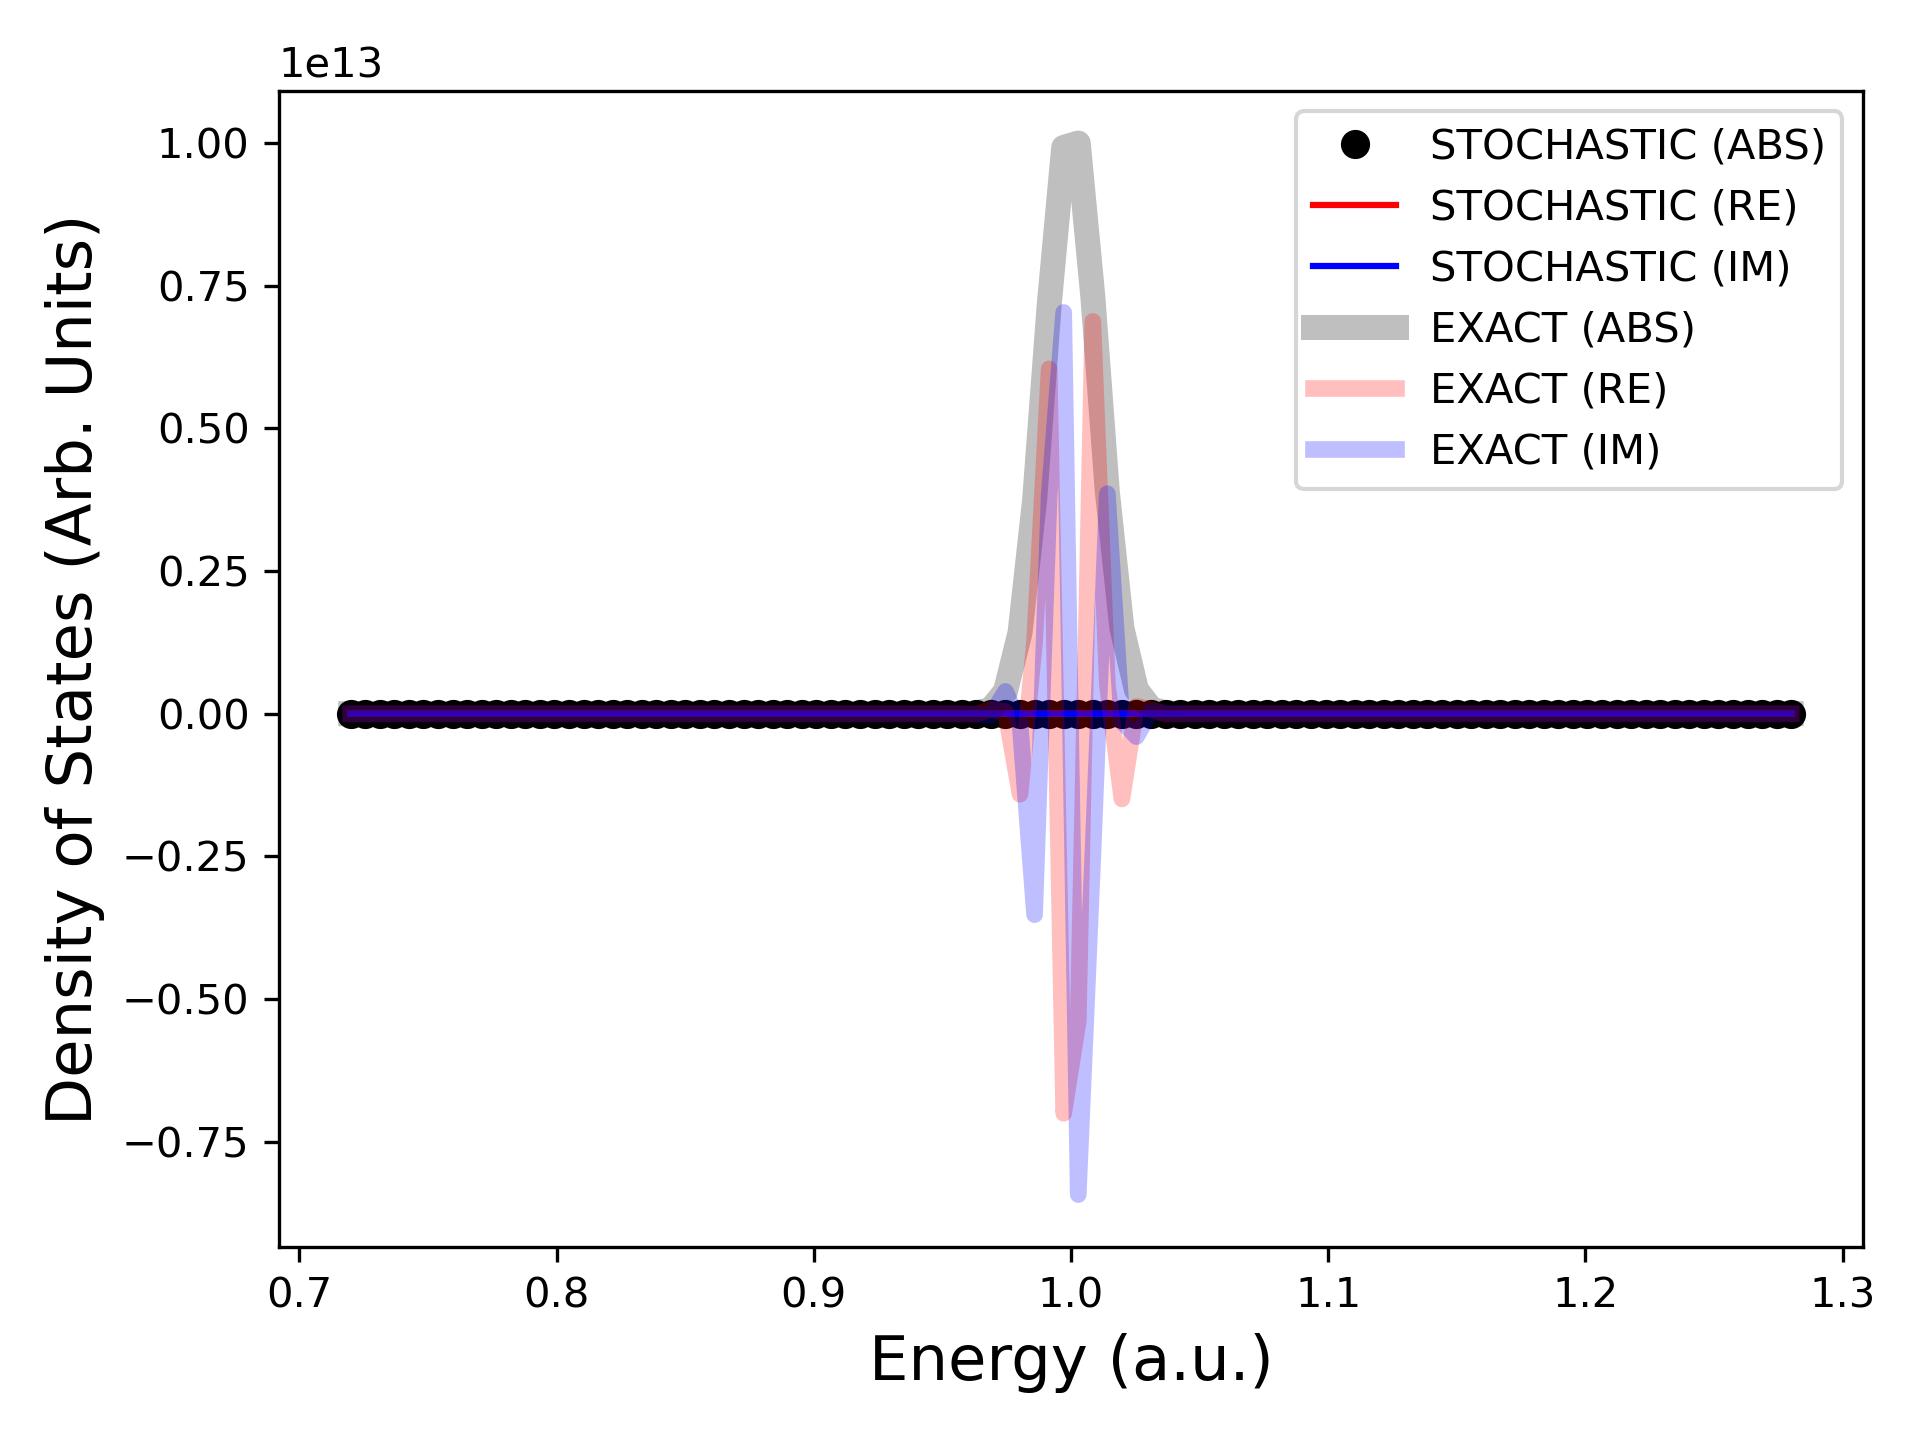 1e13
1.00
0.75
0.50
0.25
0.00
−0.25
−0.50
−0.75
Density of States (Arb. Units)
STOCHASTIC (ABS)
STOCHASTIC (RE)
STOCHASTIC (IM)
EXACT (ABS)
EXACT (RE)
EXACT (IM)
0.7 0.8 0.9 1.0 1.1 1.2 1.3
Energy (a.u.)